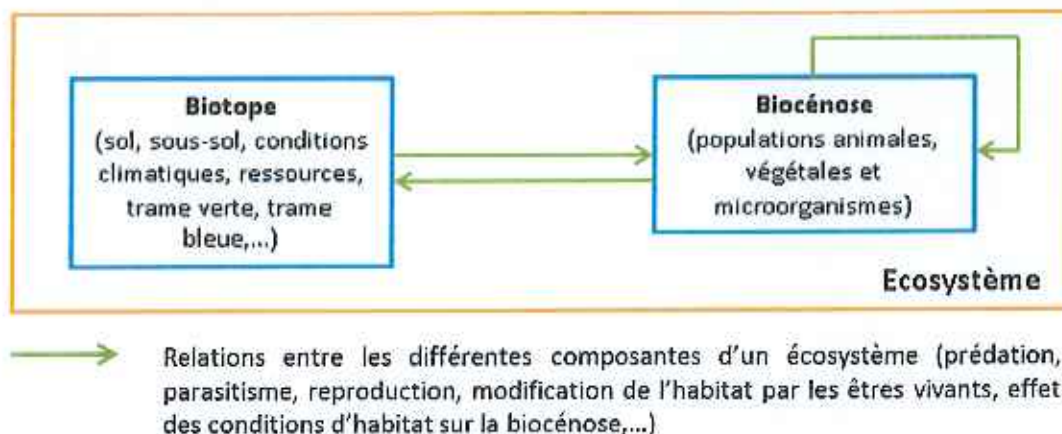 Biotope
(sol, sous-sol, conditions
climatiques, ressources,
trame verte, trame
bleue,...)
Biocénose
(populations animales,
végétales et
microorganismes)
Ecosystème
Relations entre les différentes composantes d'un écosystème (prédation,
parasitisme, reproduction, modification de l'habitat par les êtres vivants, effet
des conditions d'habitat sur la biocénose,...)